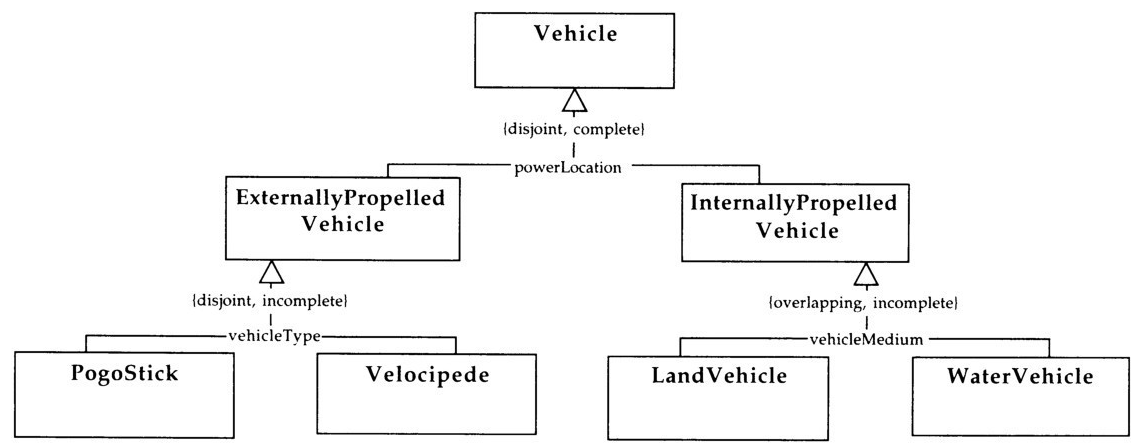 Vehicle
{disjoint, complete}
powerLocation
ExternallyPropelled
Vehicle
InternallyPropelled
Vehicle
{disjoint, incomplete}
{overlapping, incomplete}
vehicleType
vehicleMedium
PogoStick
Velocipede
LandVehicle
WaterVehicle